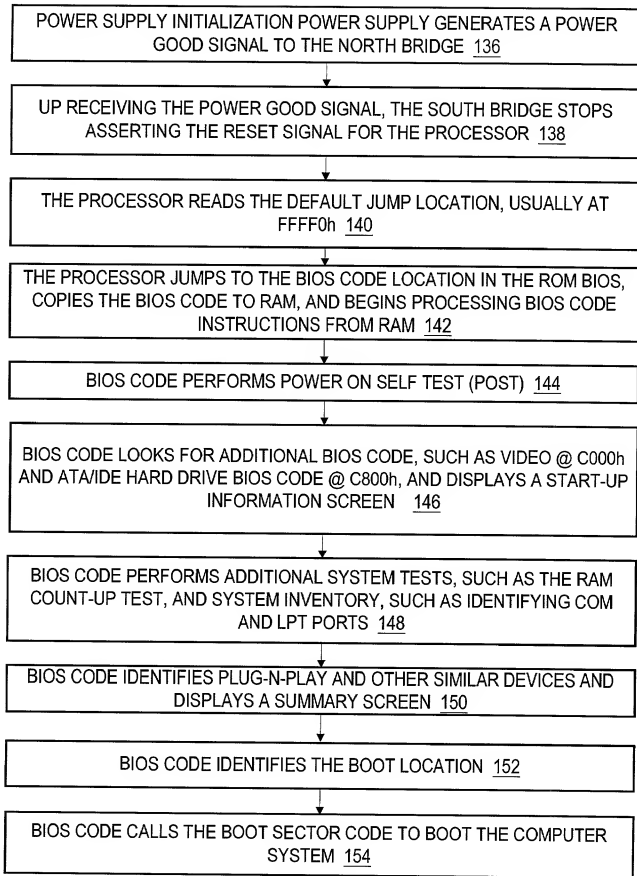 POWER SUPPLY INITIALIZATION POWER SUPPLY GENERATES A POWER
GOOD SIGNAL TO THE NORTH BRIDGE 136
UP RECEIVING THE POWER GOOD SIGNAL, THE SOUTH BRIDGE STOPS
ASSERTING THE RESET SIGNAL FOR THE PROCESSOR 138
THE PROCESSOR READS THE DEFAULT JUMP LOCATION, USUALLY AT
FFFF0h 140
THE PROCESSOR JUMPS TO THE BIOS CODE LOCATION IN THE ROM BIOS,
COPIES THE BIOS CODE TO RAM, AND BEGINS PROCESSING BIOS CODE
INSTRUCTIONS FROM RAM 142
BIOS CODE PERFORMS POWER ON SELF TEST (POST) 144
BIOS CODE LOOKS FOR ADDITIONAL BIOS CODE, SUCH AS VIDEO @ C000h
AND ATA/IDE HARD DRIVE BIOS CODE @ C800h, AND DISPLAYS A START-UP
INFORMATION SCREEN 146
BIOS CODE PERFORMS ADDITIONAL SYSTEM TESTS, SUCH AS THE RAM
COUNT-UP TEST, AND SYSTEM INVENTORY, SUCH AS IDENTIFYING COM
AND LPT PORTS 148
BIOS CODE IDENTIFIES PLUG-N-PLAY AND OTHER SIMILAR DEVICES AND
DISPLAYS A SUMMARY SCREEN 150
BIOS CODE IDENTIFIES THE BOOT LOCATION 152
BIOS CODE CALLS THE BOOT SECTOR CODE TO BOOT THE COMPUTER
SYSTEM 154